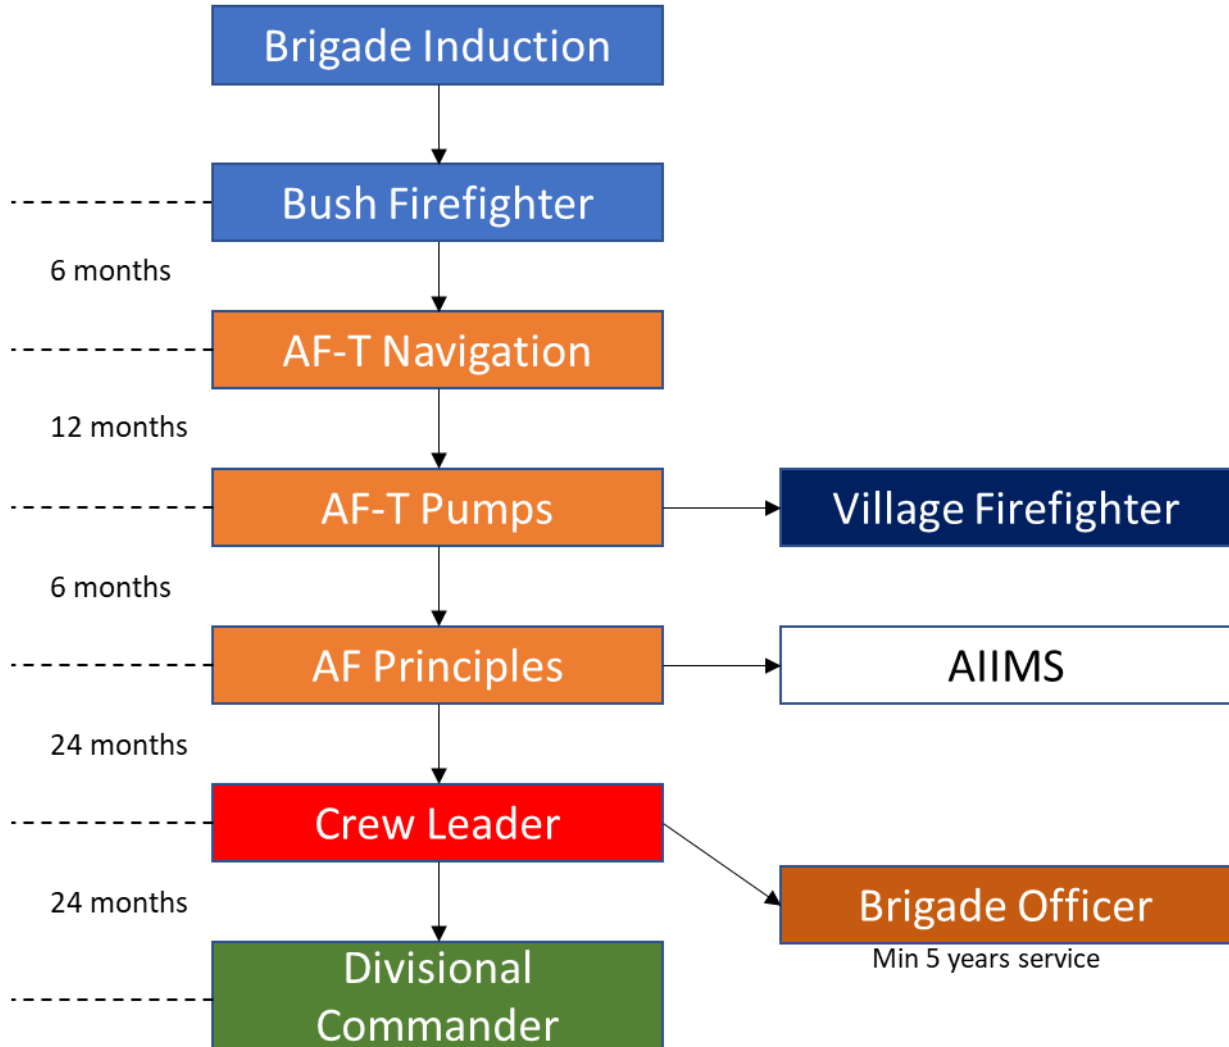 Brigade Induction
Bush Firefighter
6 months
AF-T Navigation
12 months
AF-T Pumps
Village Firefighter
6 months
AF Principles
AIIMS
24 months
Crew Leader
24 months
Brigade Officer
Min 5 years service
Divisional
Commander